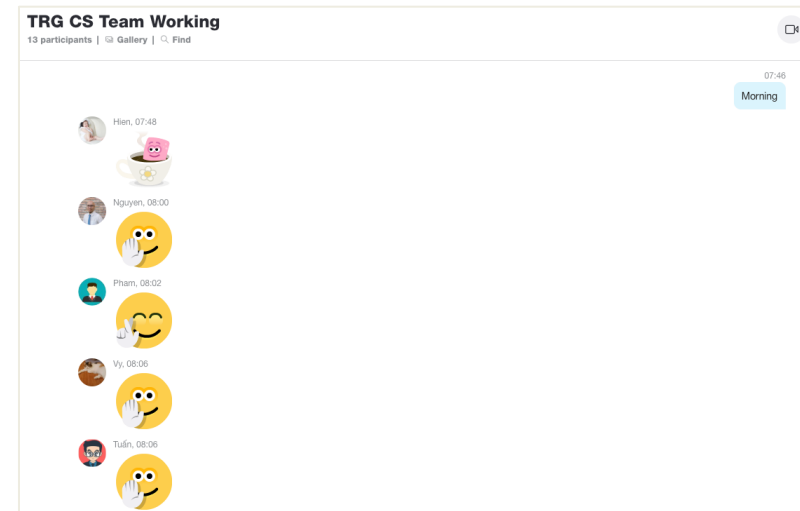 TRG CS Team Working
13 participants | Gallery | Find
07:46
Morning
Hien, 07:48
Nguyen, 08:00
Pham, 08:02
Vy, 08:06
Tuấn, 08:06